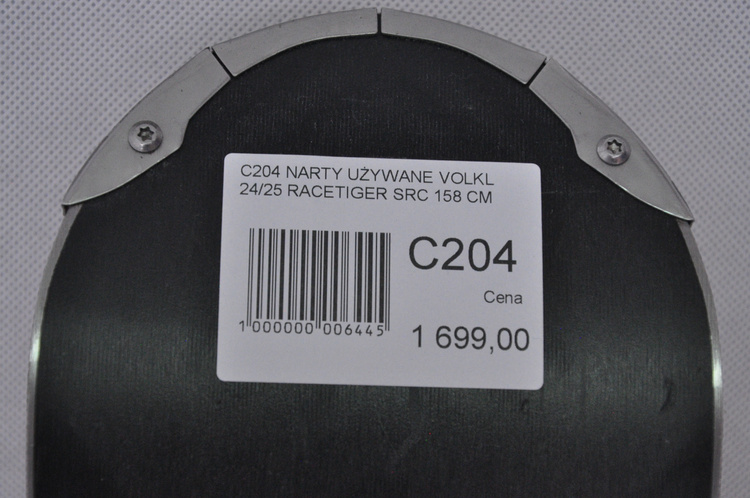 C204 NARTY UŻYWANE VOLKL
24/25 RACETIGER SRC 158 CM
C204
Cena
1 699,00
1 000000 006445